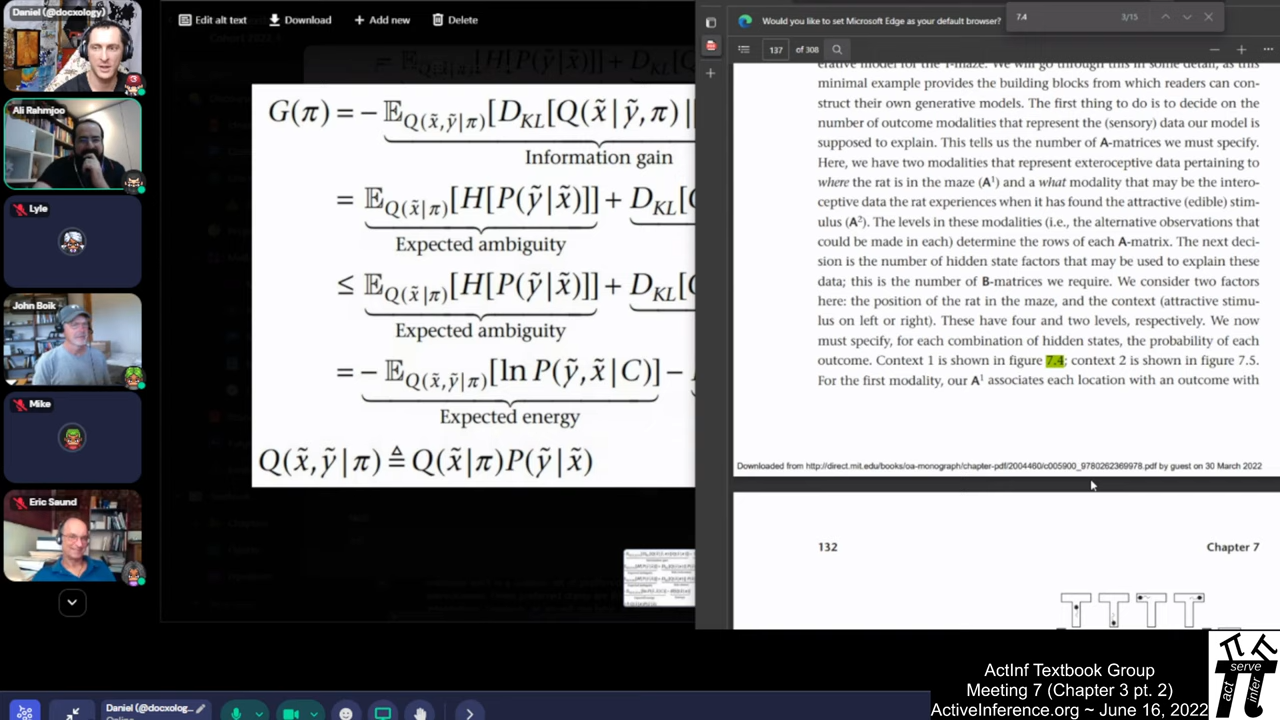 Daniel (@docxology)
Ali Rahmjoo
Lyle
John Boik
Mike
Eric Saund
Edit alt text
Download
Add new
Delete
G(π) = − 𝔼Q(x̃,ỹ|π)[DKL[Q(x̃|ỹ,π)||
Information gain
= 𝔼Q(x̃|π)[H[P(ỹ|x̃)]] + DKL[
Expected ambiguity
≤ 𝔼Q(x̃|π)[H[P(ỹ|x̃)]] + DKL[
Expected ambiguity
= − 𝔼Q(x̃,ỹ|π)[ln P(ỹ,x̃|C)] −
Expected energy
Q(x̃,ỹ|π) ≜ Q(x̃|π)P(ỹ|x̃)
Would you like to set Microsoft Edge as your default browser?
7.4
3/15
137 of 308
erative model for the T-maze. We will go through this in some detail, as this
minimal example provides the building blocks from which readers can con-
struct their own generative models. The first thing to do is to decide on the
number of outcome modalities that represent the (sensory) data our model is
supposed to explain. This tells us the number of A-matrices we must specify.
Here, we have two modalities that represent exteroceptive data pertaining to
where the rat is in the maze (A¹) and a what modality that may be the intero-
ceptive data the rat experiences when it has found the attractive (edible) stim-
ulus (A²). The levels in these modalities (i.e., the alternative observations that
could be made in each) determine the rows of each A-matrix. The next deci-
sion is the number of hidden state factors that may be used to explain these
data; this is the number of B-matrices we require. We consider two factors
here: the position of the rat in the maze, and the context (attractive stimu-
lus on left or right). These have four and two levels, respectively. We now
must specify, for each combination of hidden states, the probability of each
outcome. Context 1 is shown in figure 7.4; context 2 is shown in figure 7.5.
For the first modality, our A¹ associates each location with an outcome with
Downloaded from http://direct.mit.edu/books/oa-monograph/chapter-pdf/2004460/c005900_9780262369978.pdf by guest on 30 March 2022
132
Chapter 7
Daniel (@docxolog...
Online
ActInf Textbook Group
Meeting 7 (Chapter 3 pt. 2)
ActiveInference.org ~ June 16, 2022
serve
act
infer